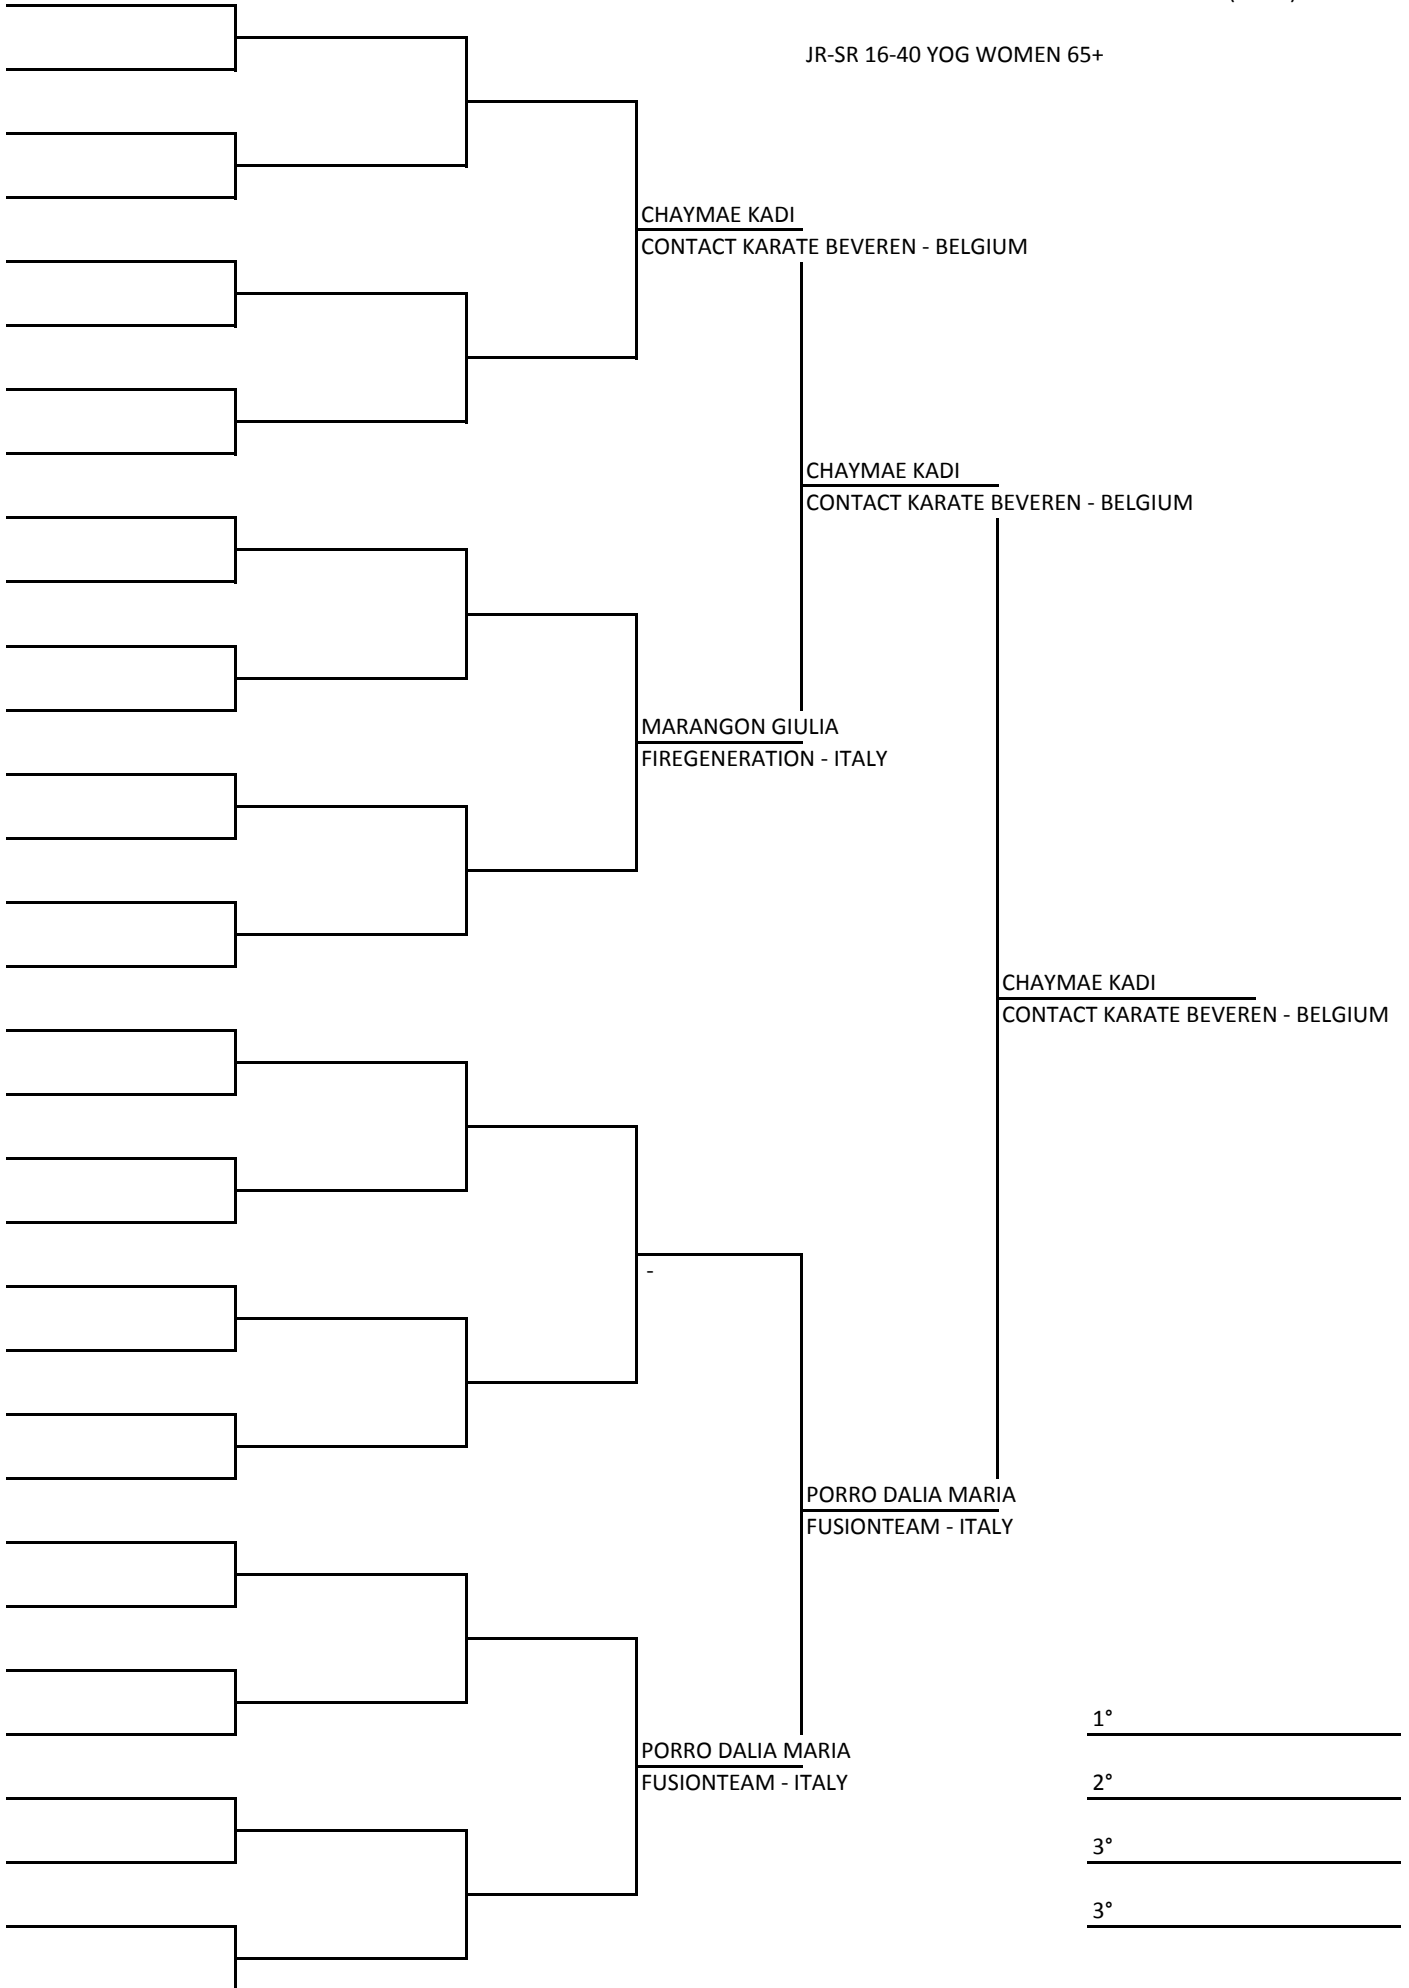 JR-SR 16-40 YOG WOMEN 65+
CHAYMAE KADI
CONTACT KARATE BEVEREN - BELGIUM
CHAYMAE KADI
CONTACT KARATE BEVEREN - BELGIUM
MARANGON GIULIA
FIREGENERATION - ITALY
CHAYMAE KADI
CONTACT KARATE BEVEREN - BELGIUM
-
PORRO DALIA MARIA
FUSIONTEAM - ITALY
1°
PORRO DALIA MARIA
FUSIONTEAM - ITALY
2°
3°
3°